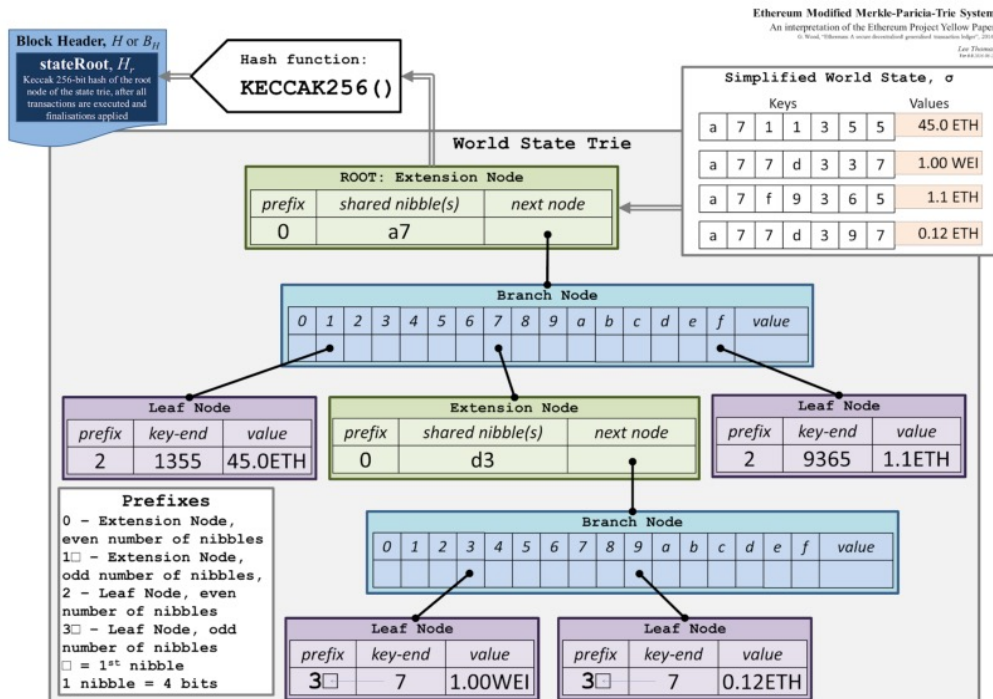 Ethereum Modified Merkle-Paricia-Trie System
An interpretation of the Ethereum Project Yellow Paper
G. Wood, "Ethereum: A secure decentralised generalised transaction ledger", 2014
Lee Thomas
Block Header, H or B_H
stateRoot, H_r
Keccak 256-bit hash of the root
node of the state trie, after all
transactions are executed and
finalisations applied
Hash function:
KECCAK256()
Simplified World State, σ
Keys Values
a 7 1 1 3 5 5 45.0 ETH
a 7 7 d 3 3 7 1.00 WEI
a 7 f 9 3 6 5 1.1 ETH
a 7 7 d 3 9 7 0.12 ETH
World State Trie
ROOT: Extension Node
prefix shared nibble(s) next node
0 a7
Branch Node
0 1 2 3 4 5 6 7 8 9 a b c d e f value
Leaf Node
prefix key-end value
2 1355 45.0ETH
Extension Node
prefix shared nibble(s) next node
0 d3
Leaf Node
prefix key-end value
2 9365 1.1ETH
Branch Node
0 1 2 3 4 5 6 7 8 9 a b c d e f value
Leaf Node
prefix key-end value
3□ 7 1.00WEI
Leaf Node
prefix key-end value
3□ 7 0.12ETH
Prefixes
0 - Extension Node,
even number of nibbles
1□ - Extension Node,
odd number of nibbles,
2 - Leaf Node, even
number of nibbles
3□ - Leaf Node, odd
number of nibbles
□ = 1st nibble
1 nibble = 4 bits